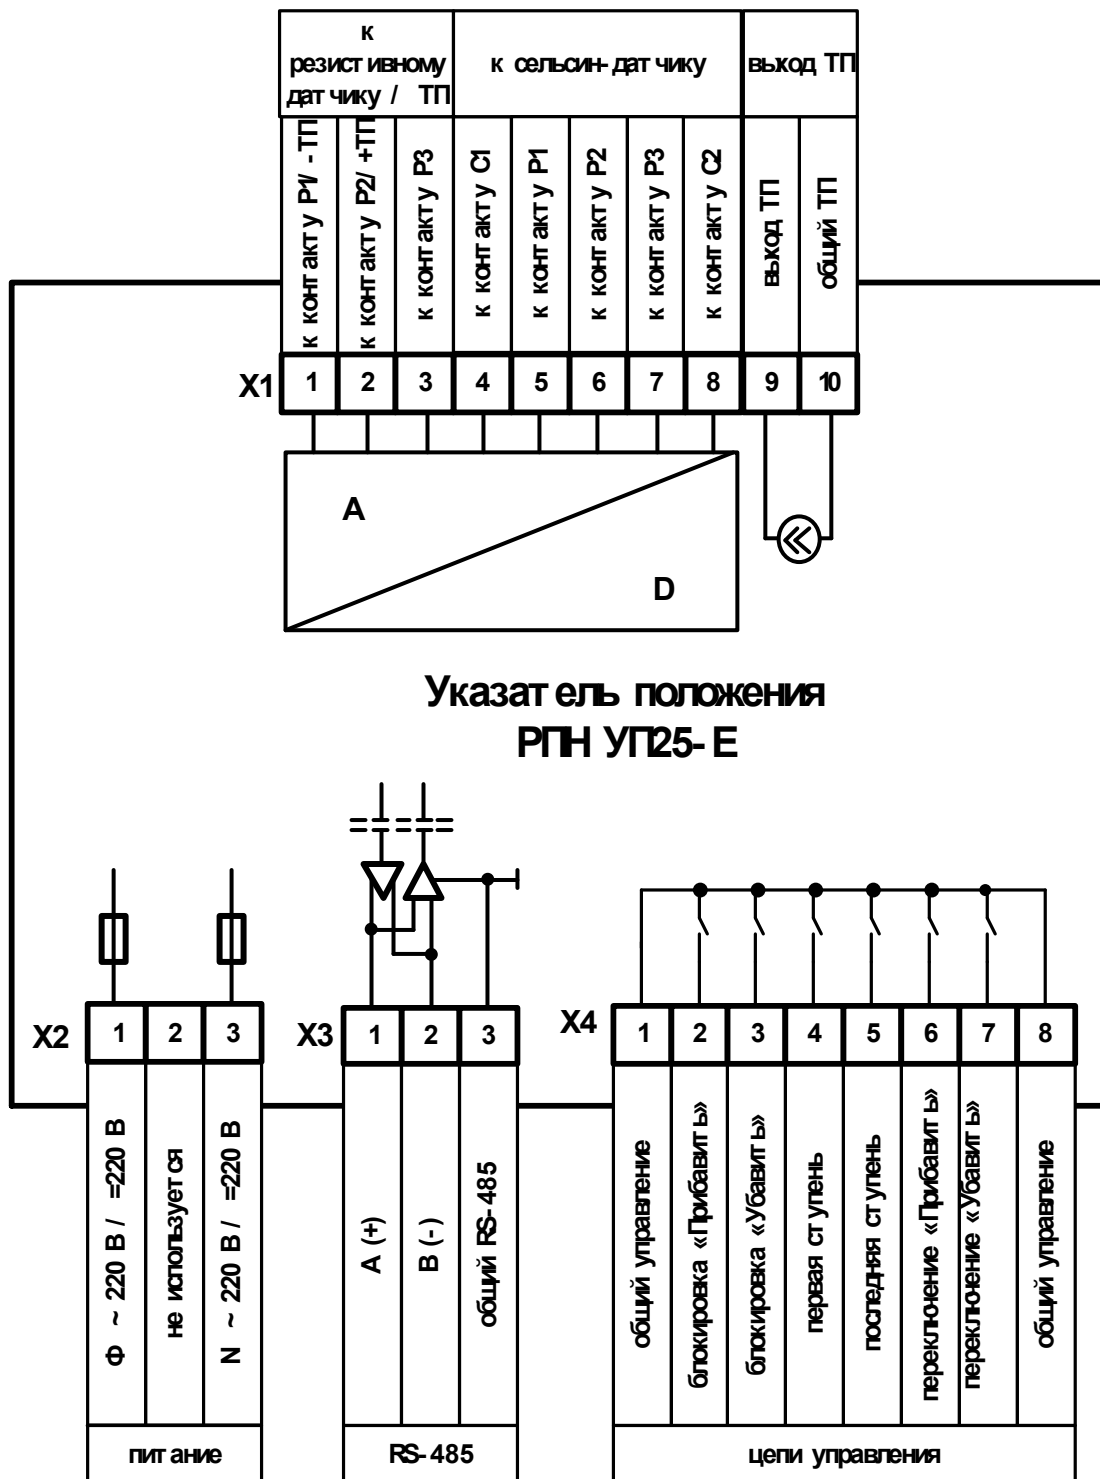 к
резистивному
датчику / ТП
к сельсин-датчику
выход ТП
к контакту Р1/ -ТП
к контакту Р2/ +ТП
к контакту Р3
к контакту С1
к контакту Р1
к контакту Р2
к контакту Р3
к контакту С2
выход ТП
общий ТП
X1 1 2 3 4 5 6 7 8 9 10
A
D
Указатель положения
РПН УП25-Е
X2 1 2 3
X3 1 2 3
X4 1 2 3 4 5 6 7 8
Ф ~ 220 В / =220 В
не используется
N ~ 220 В / =220 В
A (+)
B (-)
общий RS-485
общий управление
блокировка «Прибавить»
блокировка «Убавить»
первая ступень
последняя ступень
переключение «Прибавить»
переключение «Убавить»
общий управление
питание
RS-485
цепи управления